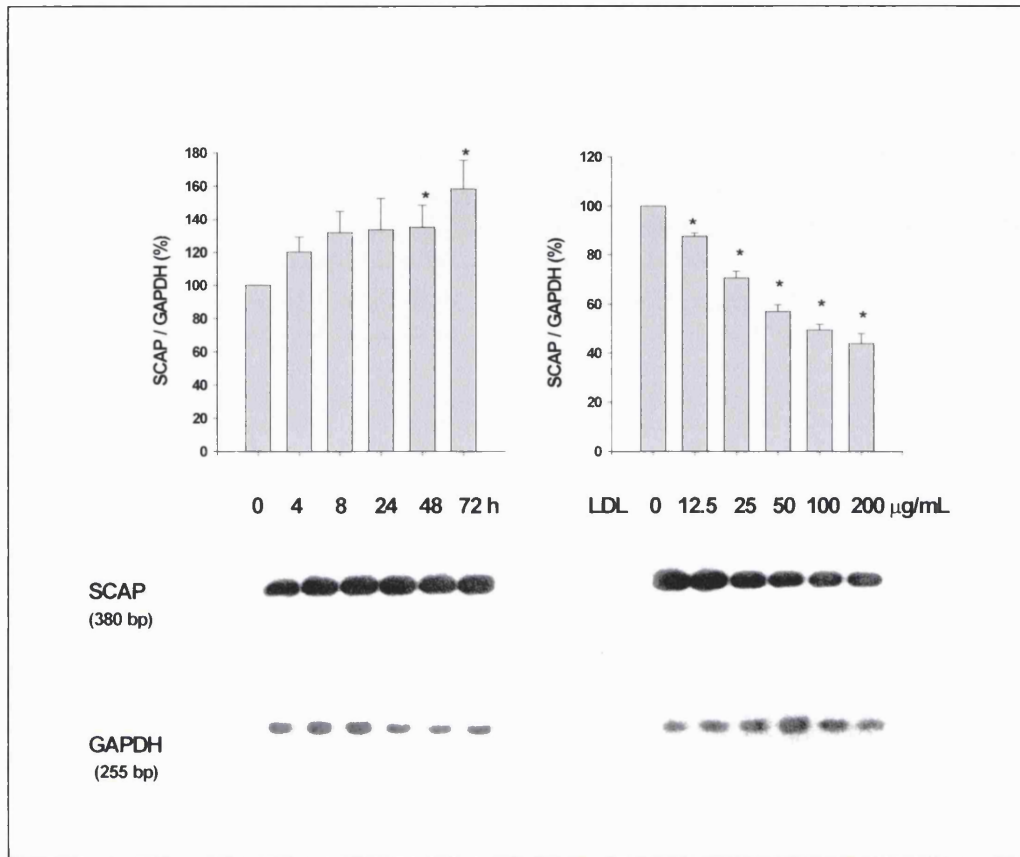 SCAP / GAPDH (%)
180
160
140
120
100
80
60
40
20
0
* *
0 4 8 24 48 72 h
SCAP / GAPDH (%)
120
100
80
60
40
20
0
* * * * *
LDL 0 12.5 25 50 100 200 μg/mL
SCAP
(380 bp)
GAPDH
(255 bp)